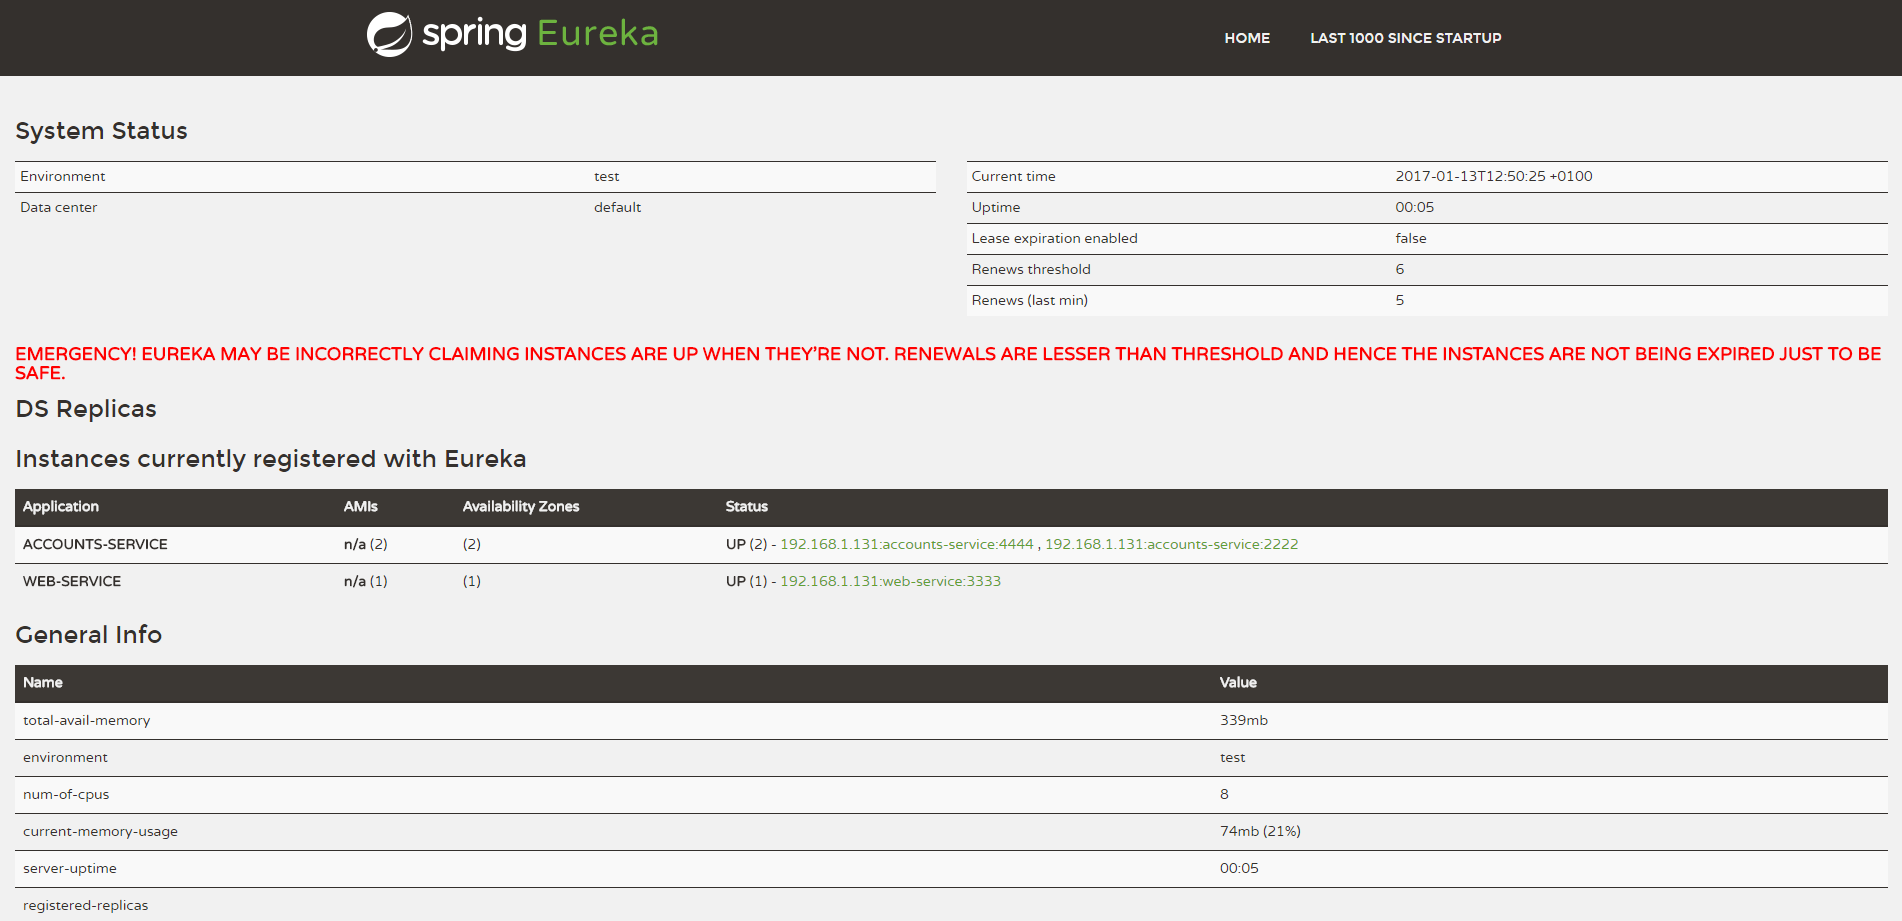 spring Eureka
HOME LAST 1000 SINCE STARTUP
System Status
Environment test
Data center default
Current time 2017-01-13T12:50:25 +0100
Uptime 00:05
Lease expiration enabled false
Renews threshold 6
Renews (last min) 5
EMERGENCY! EUREKA MAY BE INCORRECTLY CLAIMING INSTANCES ARE UP WHEN THEY'RE NOT. RENEWALS ARE LESSER THAN THRESHOLD AND HENCE THE INSTANCES ARE NOT BEING EXPIRED JUST TO BE
SAFE.
DS Replicas
Instances currently registered with Eureka
Application AMIs Availability Zones Status
ACCOUNTS-SERVICE n/a (2) (2) UP (2) - 192.168.1.131:accounts-service:4444 , 192.168.1.131:accounts-service:2222
WEB-SERVICE n/a (1) (1) UP (1) - 192.168.1.131:web-service:3333
General Info
Name Value
total-avail-memory 339mb
environment test
num-of-cpus 8
current-memory-usage 74mb (21%)
server-uptime 00:05
registered-replicas